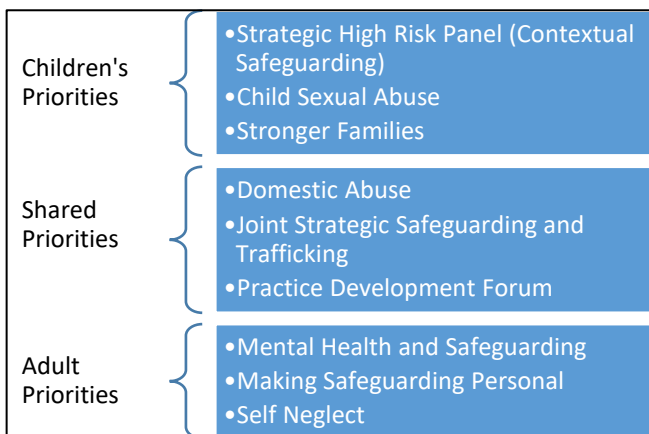 Children's
Priorities
•Strategic High Risk Panel (Contextual
Safeguarding)
•Child Sexual Abuse
•Stronger Families
Shared
Priorities
•Domestic Abuse
•Joint Strategic Safeguarding and
Trafficking
•Practice Development Forum
Adult
Priorities
•Mental Health and Safeguarding
•Making Safeguarding Personal
•Self Neglect